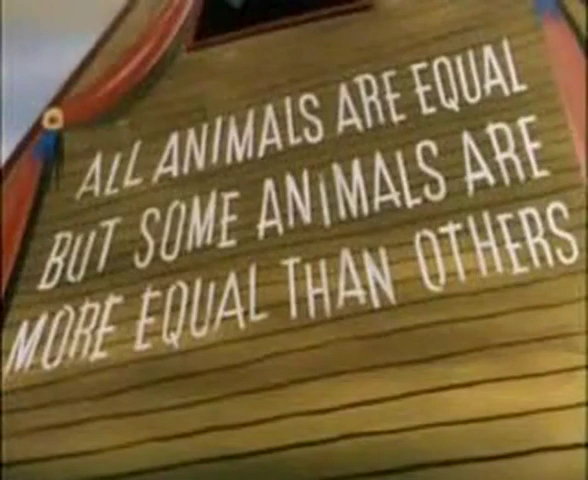 ALL ANIMALS ARE EQUAL
BUT SOME ANIMALS ARE
MORE EQUAL THAN OTHERS